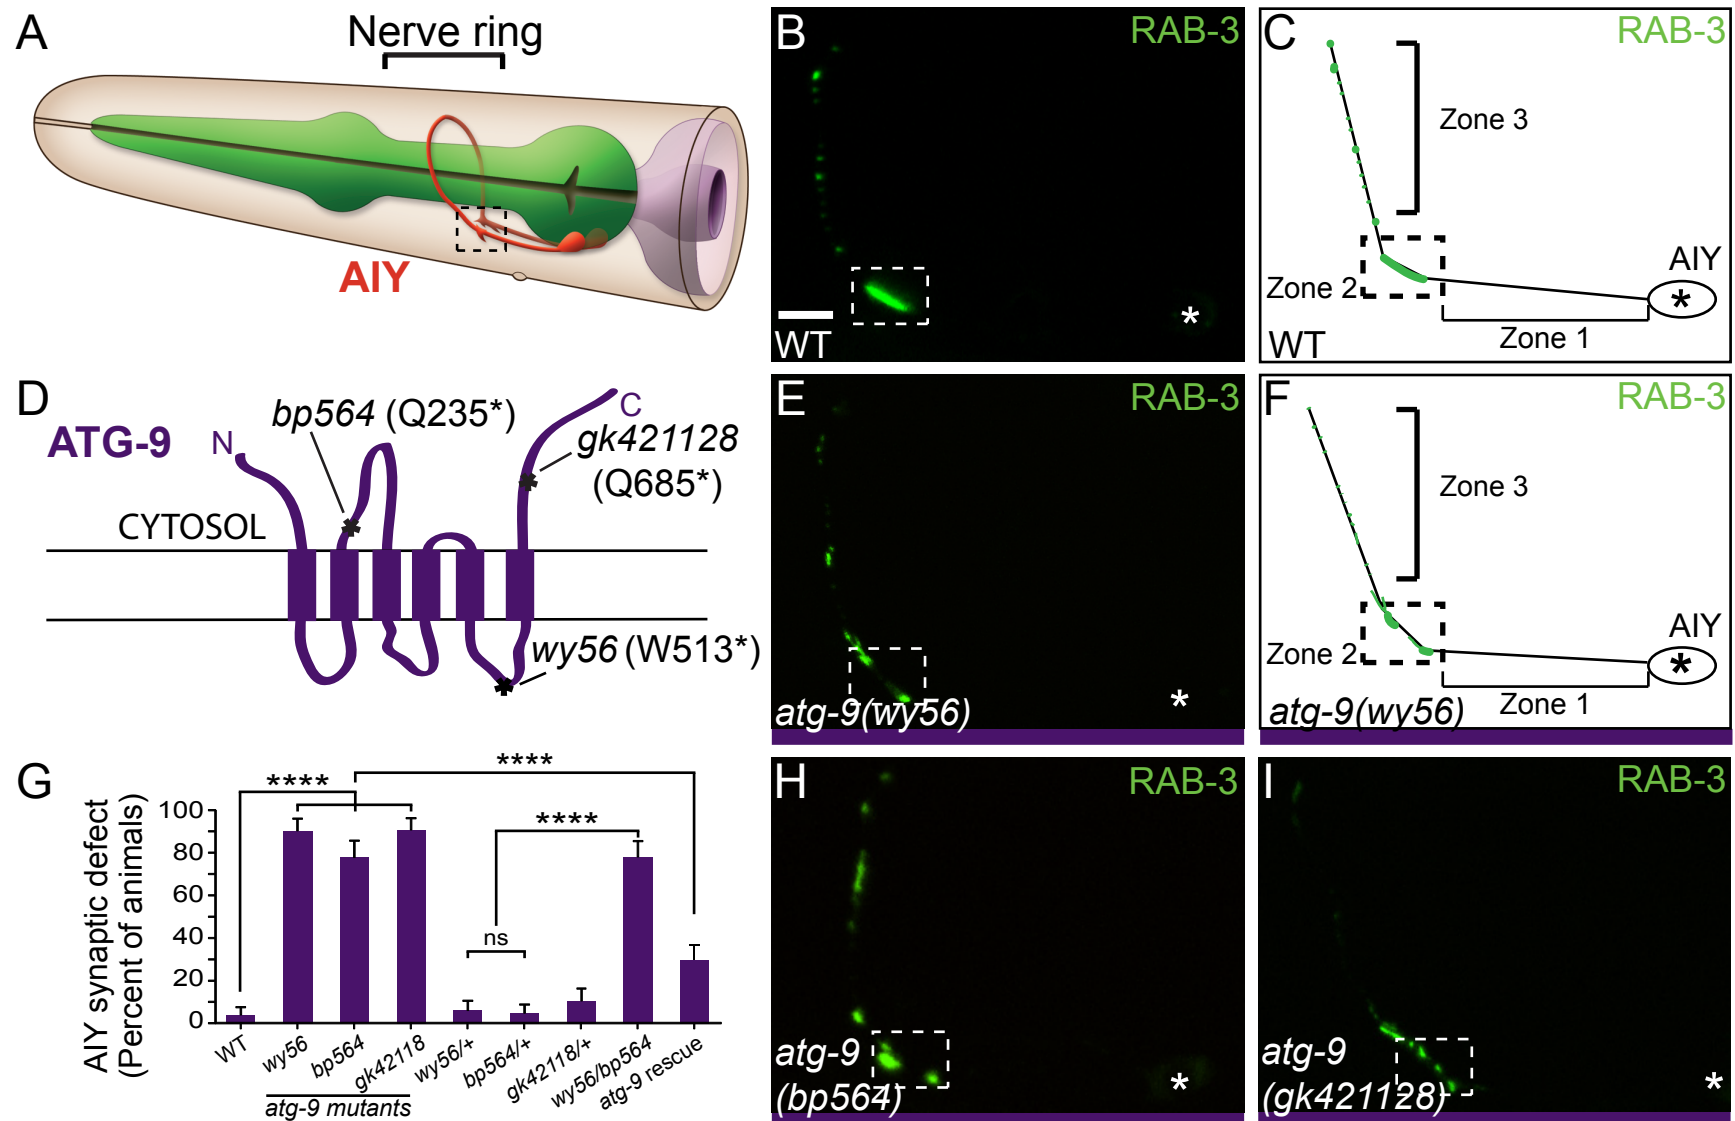 A
Nerve ring
AIY
B
RAB-3
WT
*
C
RAB-3
Zone 3
Zone 2
AIY
*
Zone 1
WT
D
ATG-9
N
bp564 (Q235*)
C
gk421128
(Q685*)
CYTOSOL
wy56 (W513*)
E
RAB-3
*
atg-9(wy56)
F
RAB-3
Zone 3
Zone 2
AIY
*
Zone 1
atg-9(wy56)
G
AIY synaptic defect
(Percent of animals)
100
80
60
40
20
0
****
****
****
ns
WT
wy56
bp564
gk42118
wy56/+
bp564/+
gk42118/+
wy56/bp564
atg-9 rescue
atg-9 mutants
H
RAB-3
atg-9
(bp564)
*
I
RAB-3
atg-9
(gk421128)
*